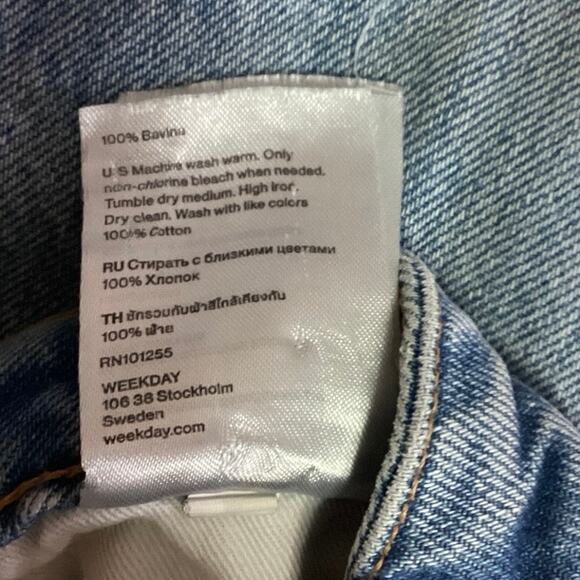 100% Bavlna
US Machine wash warm. Only
non-chlorine bleach when needed.
Tumble dry medium. High Iron.
Dry clean. Wash with like colors
100% Cotton
RU Стирать с близкими цветами
100% Хлопок
TH ซักรวมกับผ้าสีใกล้เคียงกัน
100% ฝ้าย
RN101255
WEEKDAY
106 38 Stockholm
Sweden
weekday.com